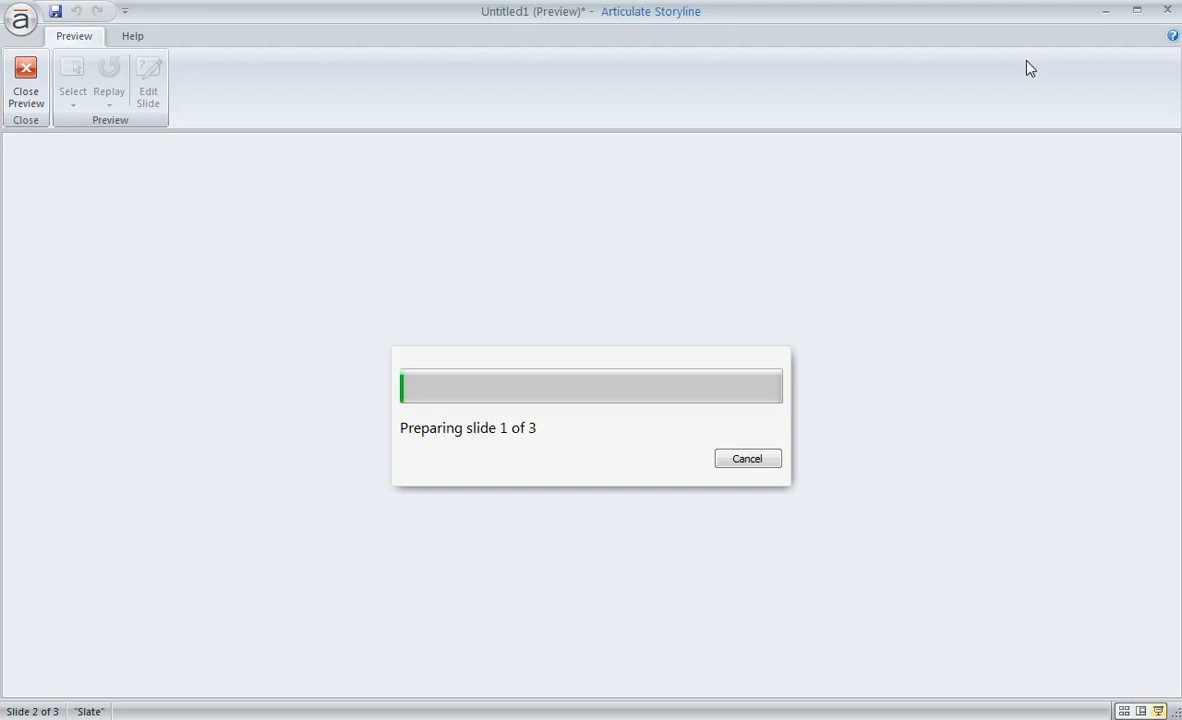 Untitled1 (Preview)* - Articulate Storyline
Preview Help
Close Preview
Select
Replay
Edit Slide
Close
Preview
Preparing slide 1 of 3
Cancel
Slide 2 of 3
"Slate"